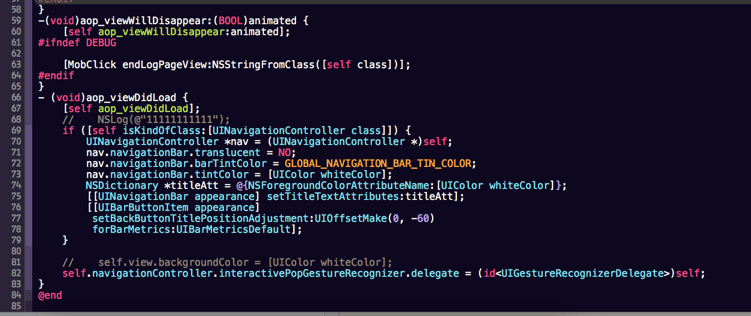 58 }
59 -(void)aop_viewWillDisappear:(BOOL)animated {
60     [self aop_viewWillDisappear:animated];
61 #ifndef DEBUG
62
63     [MobClick endLogPageView:NSStringFromClass([self class])];
64 #endif
65 }
66 - (void)aop_viewDidLoad {
67     [self aop_viewDidLoad];
68     //    NSLog(@"11111111111");
69     if ([self isKindOfClass:[UINavigationController class]]) {
70         UINavigationController *nav = (UINavigationController *)self;
71         nav.navigationBar.translucent = NO;
72         nav.navigationBar.barTintColor = GLOBAL_NAVIGATION_BAR_TIN_COLOR;
73         nav.navigationBar.tintColor = [UIColor whiteColor];
74         NSDictionary *titleAtt = @{NSForegroundColorAttributeName:[UIColor whiteColor]};
75         [[UINavigationBar appearance] setTitleTextAttributes:titleAtt];
76         [[UIBarButtonItem appearance]
77          setBackButtonTitlePositionAdjustment:UIOffsetMake(0, -60)
78          forBarMetrics:UIBarMetricsDefault];
79     }
80
81     //    self.view.backgroundColor = [UIColor whiteColor];
82     self.navigationController.interactivePopGestureRecognizer.delegate = (id<UIGestureRecognizerDelegate>)self;
83 }
84 @end
85